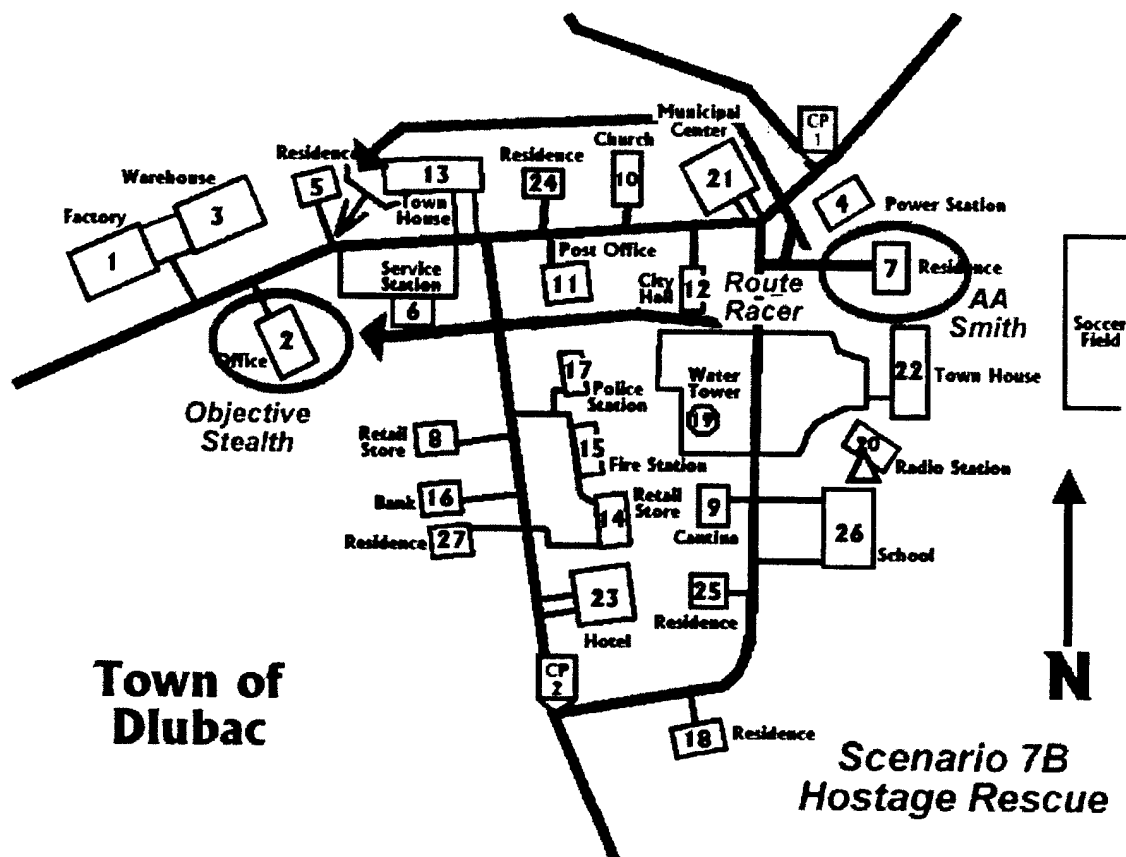 Municipal
Center
CP
1
Church
Residence
Residence
13
10
21
Warehouse
5
24
4
Power Station
Factory
3
Town
House
Post Office
1
Service
Station
11
City
Hall
12
Route
Racer
7
Residence
AA
Smith
6
2
Office
Soccer
Field
Objective
Stealth
17
Police
Station
Water
Tower
19
22
Town House
Retail
Store
8
15
Fire Station
20
Radio Station
Bank
16
14
Retail
Store
9
Cantina
26
School
Residence
27
23
Hotel
25
Residence
N
CP
2
Town of
Dlubac
18
Residence
Scenario 7B
Hostage Rescue